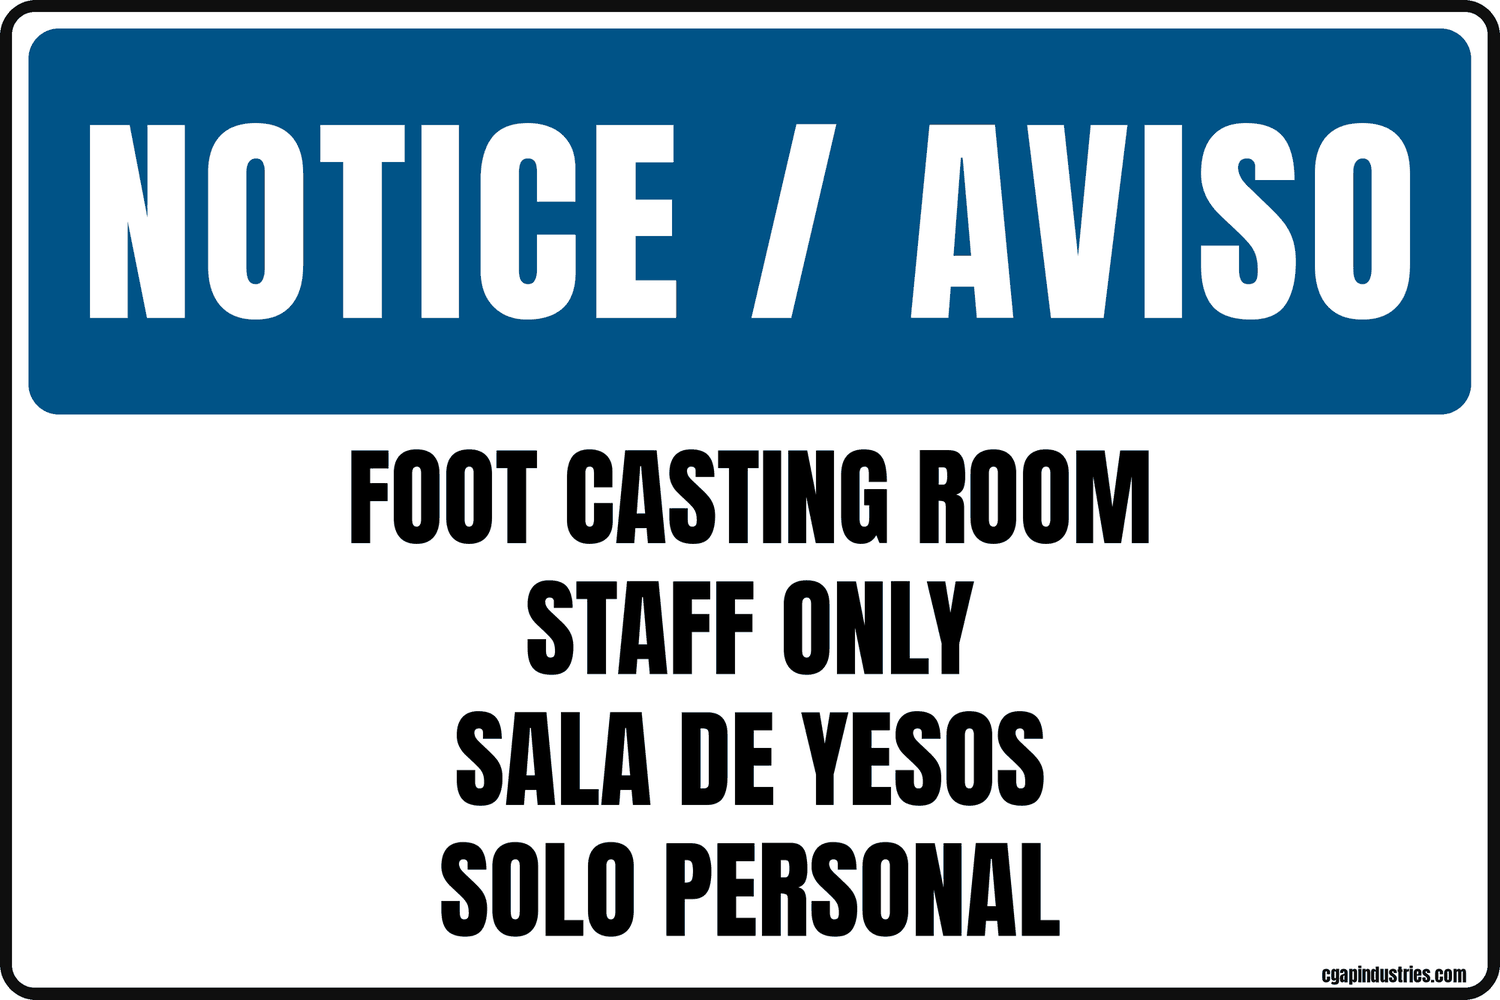 NOTICE / AVISO
FOOT CASTING ROOM
STAFF ONLY
SALA DE YESOS
SOLO PERSONAL
cgapindustries.com